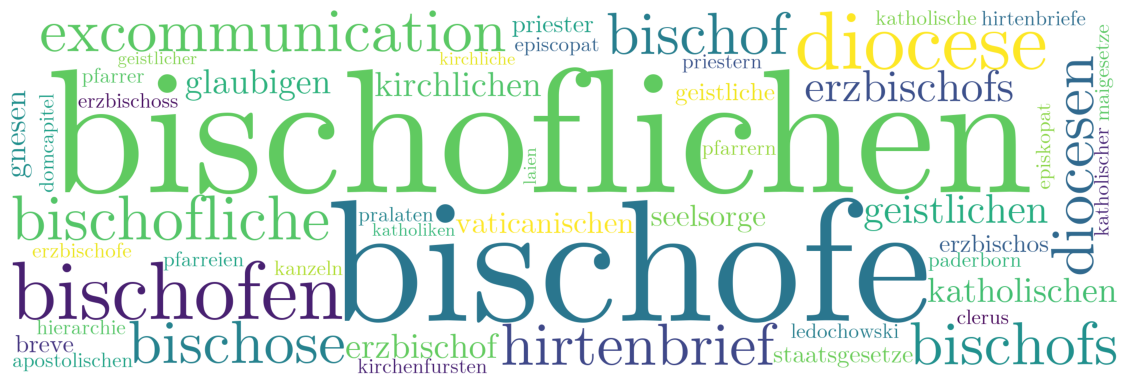 excommunication
priester
episcopat
bischof
diocese
katholische
hirtenbriefe
geistlicher
kirchliche
priestern
pfarrer
glaubigen
kirchlichen
geistliche
erzbischofs
erzbischoss
maigesetze
gnesen
domcapitel
bischoflichen
pfarrern
laien
episkopat
diocesen
katholischer
bischofliche
pralaten
katholiken
vaticanischen
seelsorge
geistlichen
erzbischofe
pfarreien
kanzeln
bischofe
erzbischos
paderborn
bischofen
katholischen
hierarchie
breve
apostolischen
bischose
erzbischof
kirchenfursten
hirtenbrief
ledochowski
staatsgesetze
clerus
bischofs